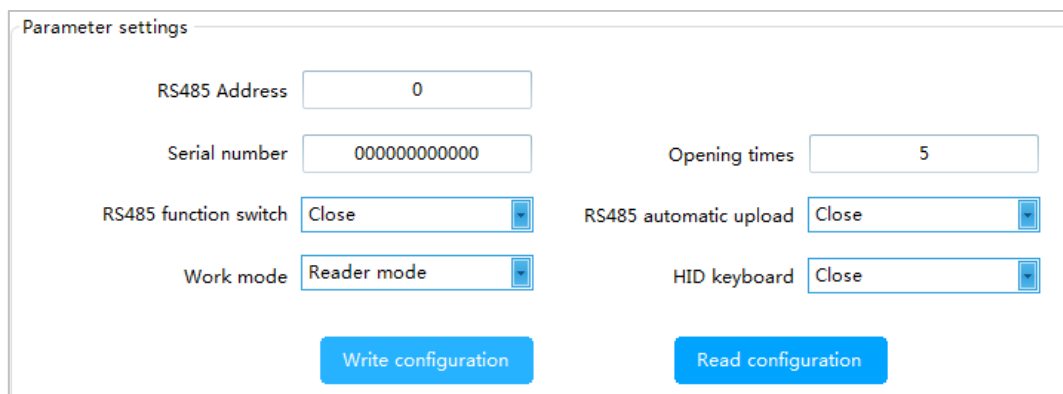 Parameter settings
RS485 Address 0
Serial number 000000000000 Opening times 5
RS485 function switch Close RS485 automatic upload Close
Work mode Reader mode HID keyboard Close
Write configuration Read configuration